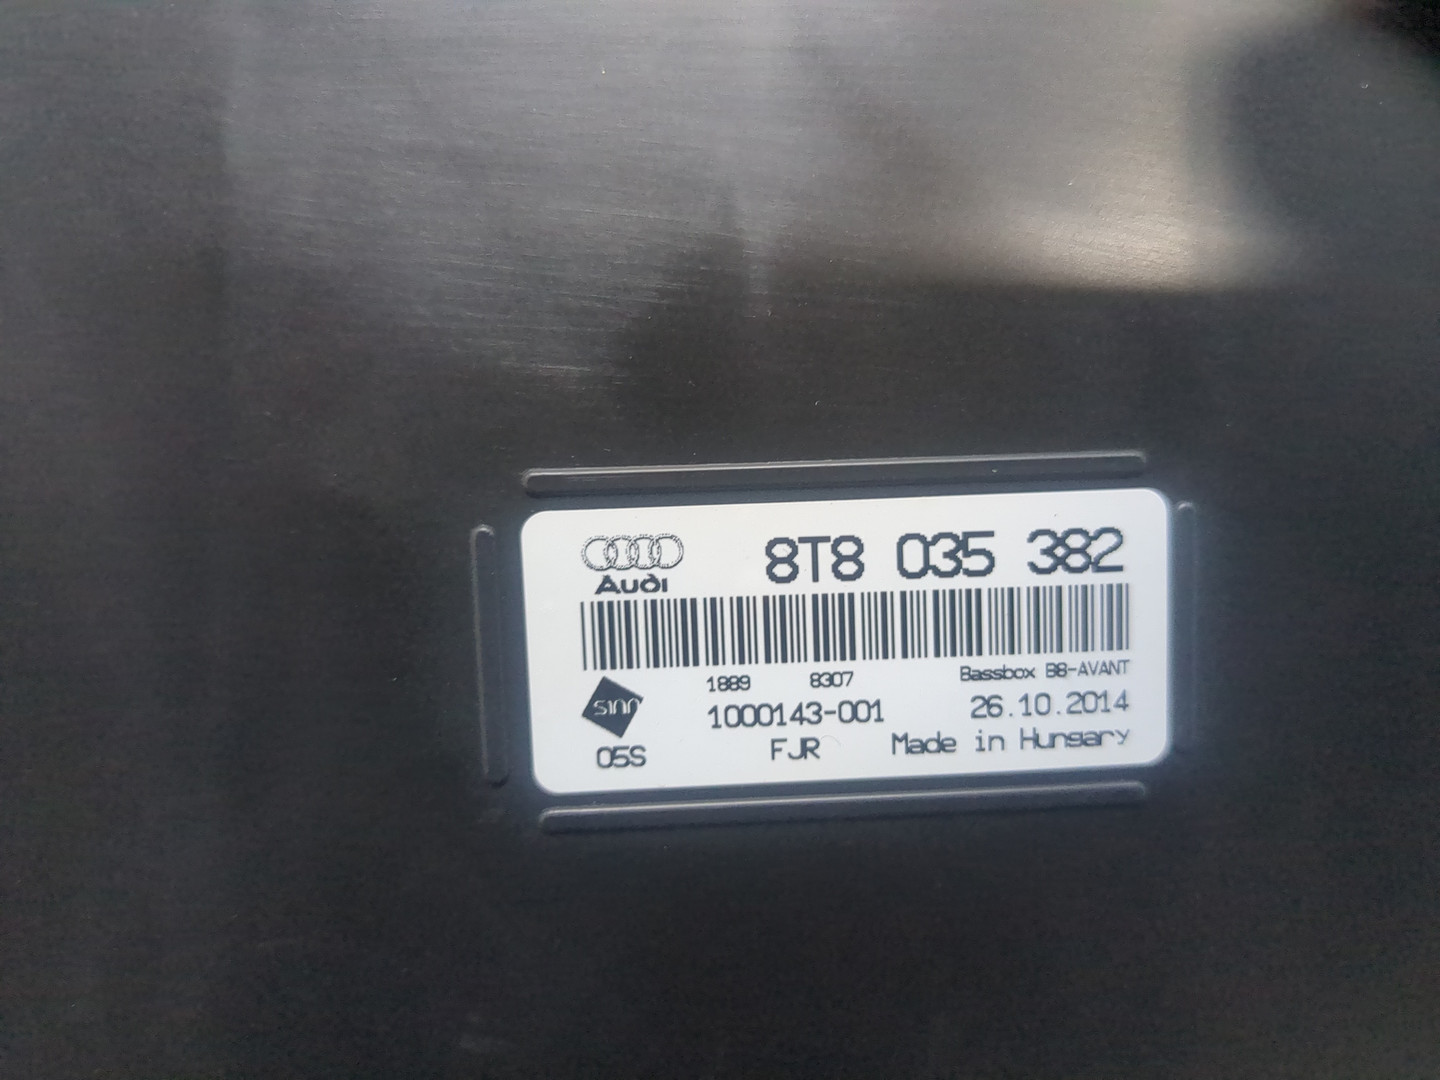 8T8 035 382
Audi
1889 8307 Bassbox B8-AVANT
sınn 1000143-001 26.10.2014
05S FJR Made in Hungary